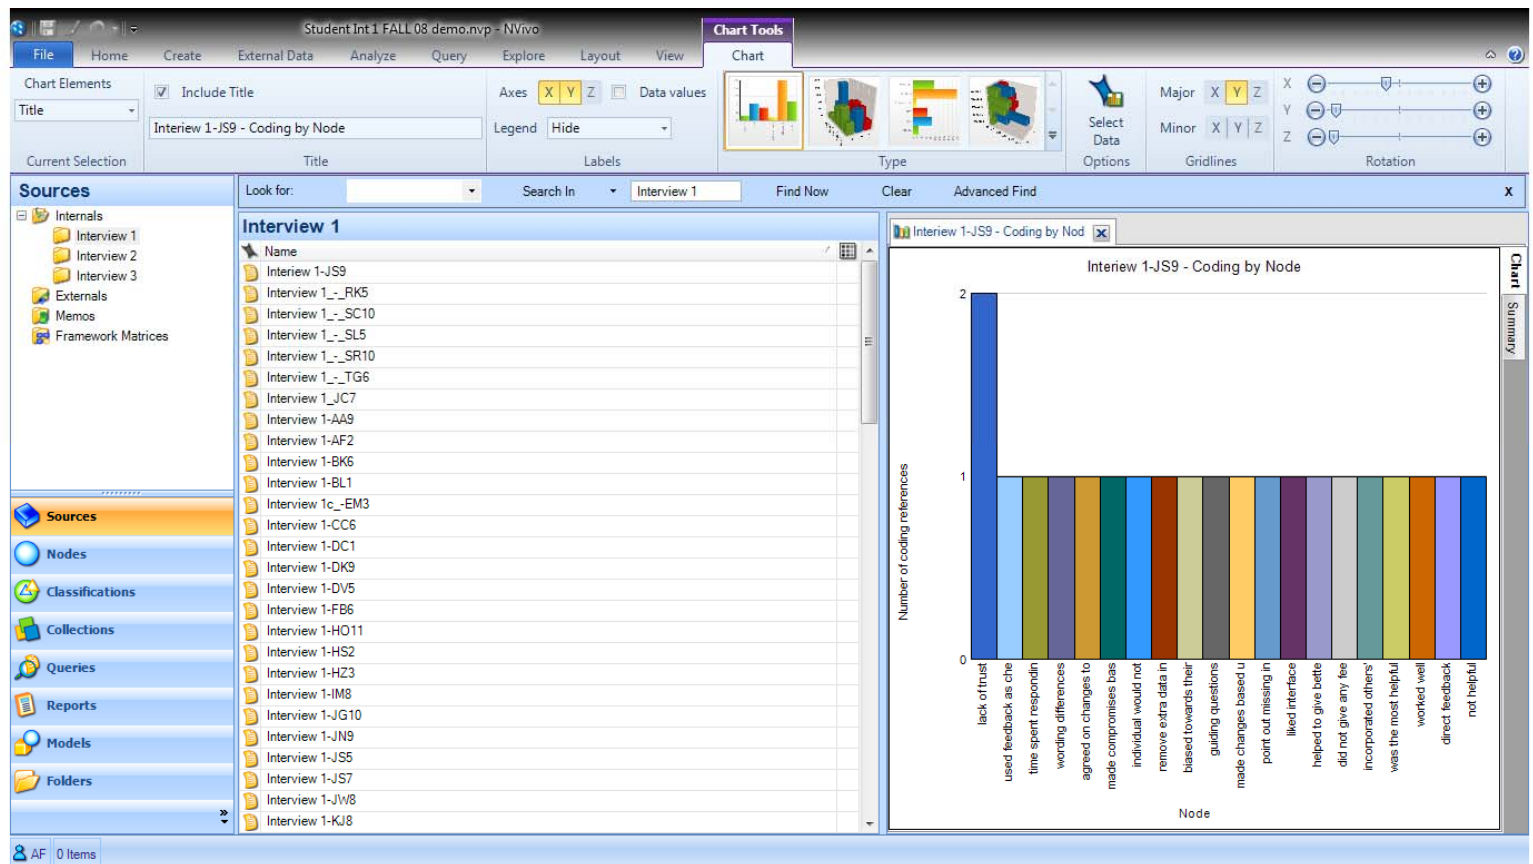 Student Int 1 FALL 08 demo.nvp - NVivo
Chart Tools
File Home Create External Data Analyze Query Explore Layout View Chart
Chart Elements
Title
Current Selection
Include Title
Interiew 1-JS9 - Coding by Node
Title
Axes X Y Z Data values
Legend Hide
Labels
Type
Select
Data
Options
Major X Y Z
Minor X Y Z
Gridlines
X
Y
Z
Rotation
Sources
Look for: Search In Interview 1 Find Now Clear Advanced Find X
Internals
Interview 1
Interview 2
Interview 3
Externals
Memos
Framework Matrices
Sources
Nodes
Classifications
Collections
Queries
Reports
Models
Folders
Interview 1
Name
Interiew 1-JS9
Interview 1_-_RK5
Interview 1_-_SC10
Interview 1_-_SL5
Interview 1_-_SR10
Interview 1_-_TG6
Interview 1_JC7
Interview 1-AA9
Interview 1-AF2
Interview 1-BK6
Interview 1-BL1
Interview 1c_-EM3
Interview 1-CC6
Interview 1-DC1
Interview 1-DK9
Interview 1-DV5
Interview 1-FB6
Interview 1-HO11
Interview 1-HS2
Interview 1-HZ3
Interview 1-IM8
Interview 1-JG10
Interview 1-JN9
Interview 1-JS5
Interview 1-JS7
Interview 1-JW8
Interview 1-KJ8
Interiew 1-JS9 - Coding by Nod
Interiew 1-JS9 - Coding by Node
Chart
Summary
Number of coding references
2
1
0
lack of trust
used feedback as che
time spent respondin
wording differences
agreed on changes to
made compromises bas
individual would not
remove extra data in
biased towards their
guiding questions
made changes based u
point out missing in
liked interface
helped to give bette
did not give any fee
incorporated others'
was the most helpful
worked well
direct feedback
not helpful
Node
AF 0 Items